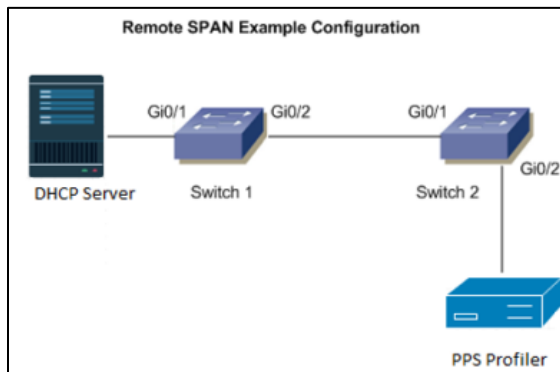 Remote SPAN Example Configuration
Gi0/1
Gi0/2
Gi0/1
DHCP Server
Switch 1
Switch 2
Gi0/2
PPS Profiler